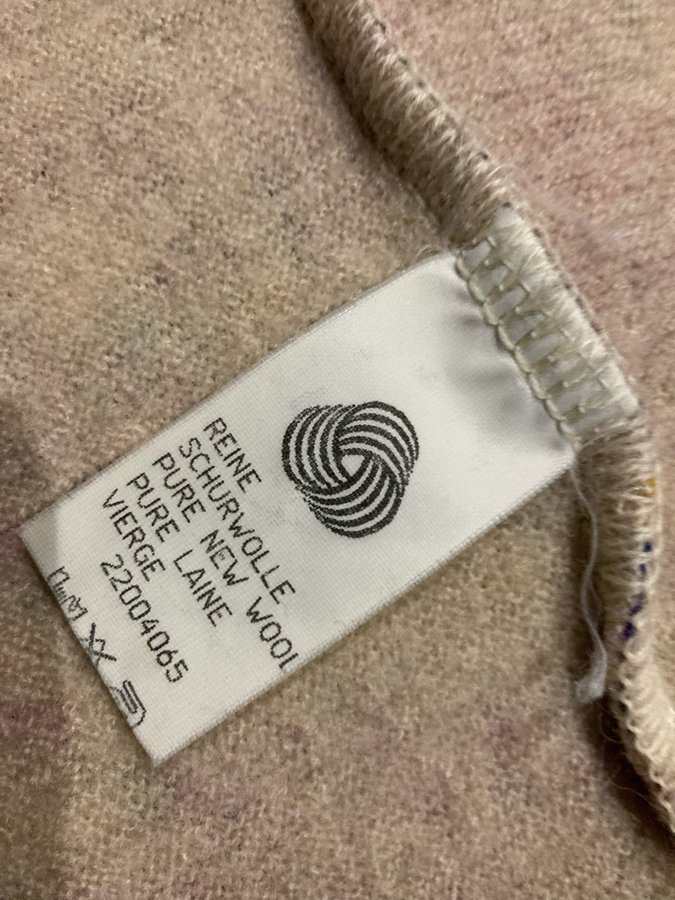 REINE
SCHURWOLLE
PURE NEW WOOL
PURE LAINE
VIERGE
22004065